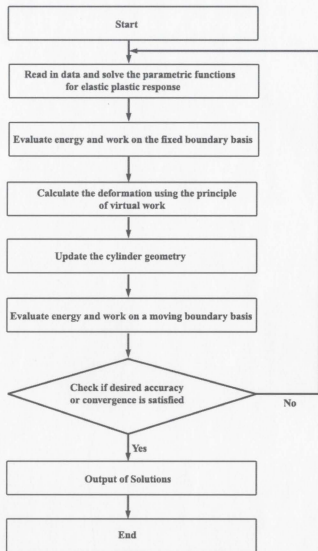 Start
Read in data and solve the parametric functions
for elastic plastic response
Evaluate energy and work on the fixed boundary basis
Calculate the deformation using the principle
of virtual work
Update the cylinder geometry
Evaluate energy and work on a moving boundary basis
Check if desired accuracy
or convergence is satisfied
No
Yes
Output of Solutions
End